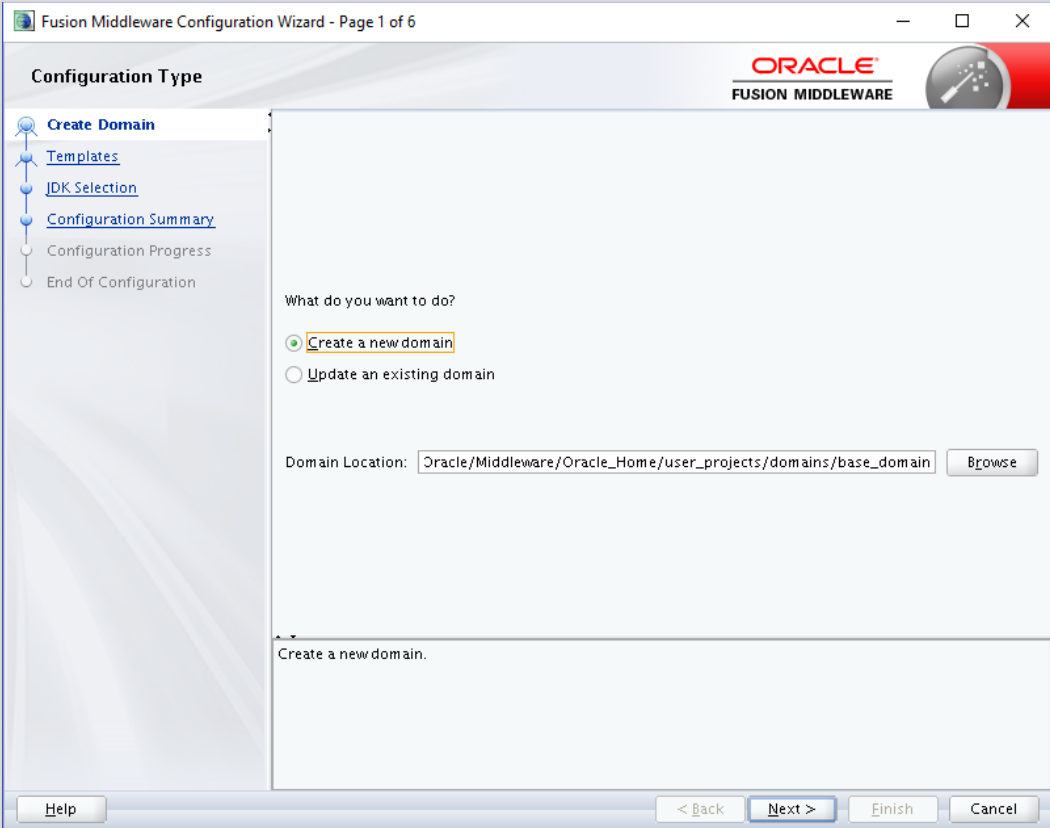 Fusion Middleware Configuration Wizard - Page 1 of 6
Configuration Type
ORACLE
FUSION MIDDLEWARE
Create Domain
Templates
JDK Selection
Configuration Summary
Configuration Progress
End Of Configuration
What do you want to do?
Create a new domain
Update an existing domain
Domain Location: Oracle/Middleware/Oracle_Home/user_projects/domains/base_domain Browse
Create a new domain.
Help < Back Next > Finish Cancel